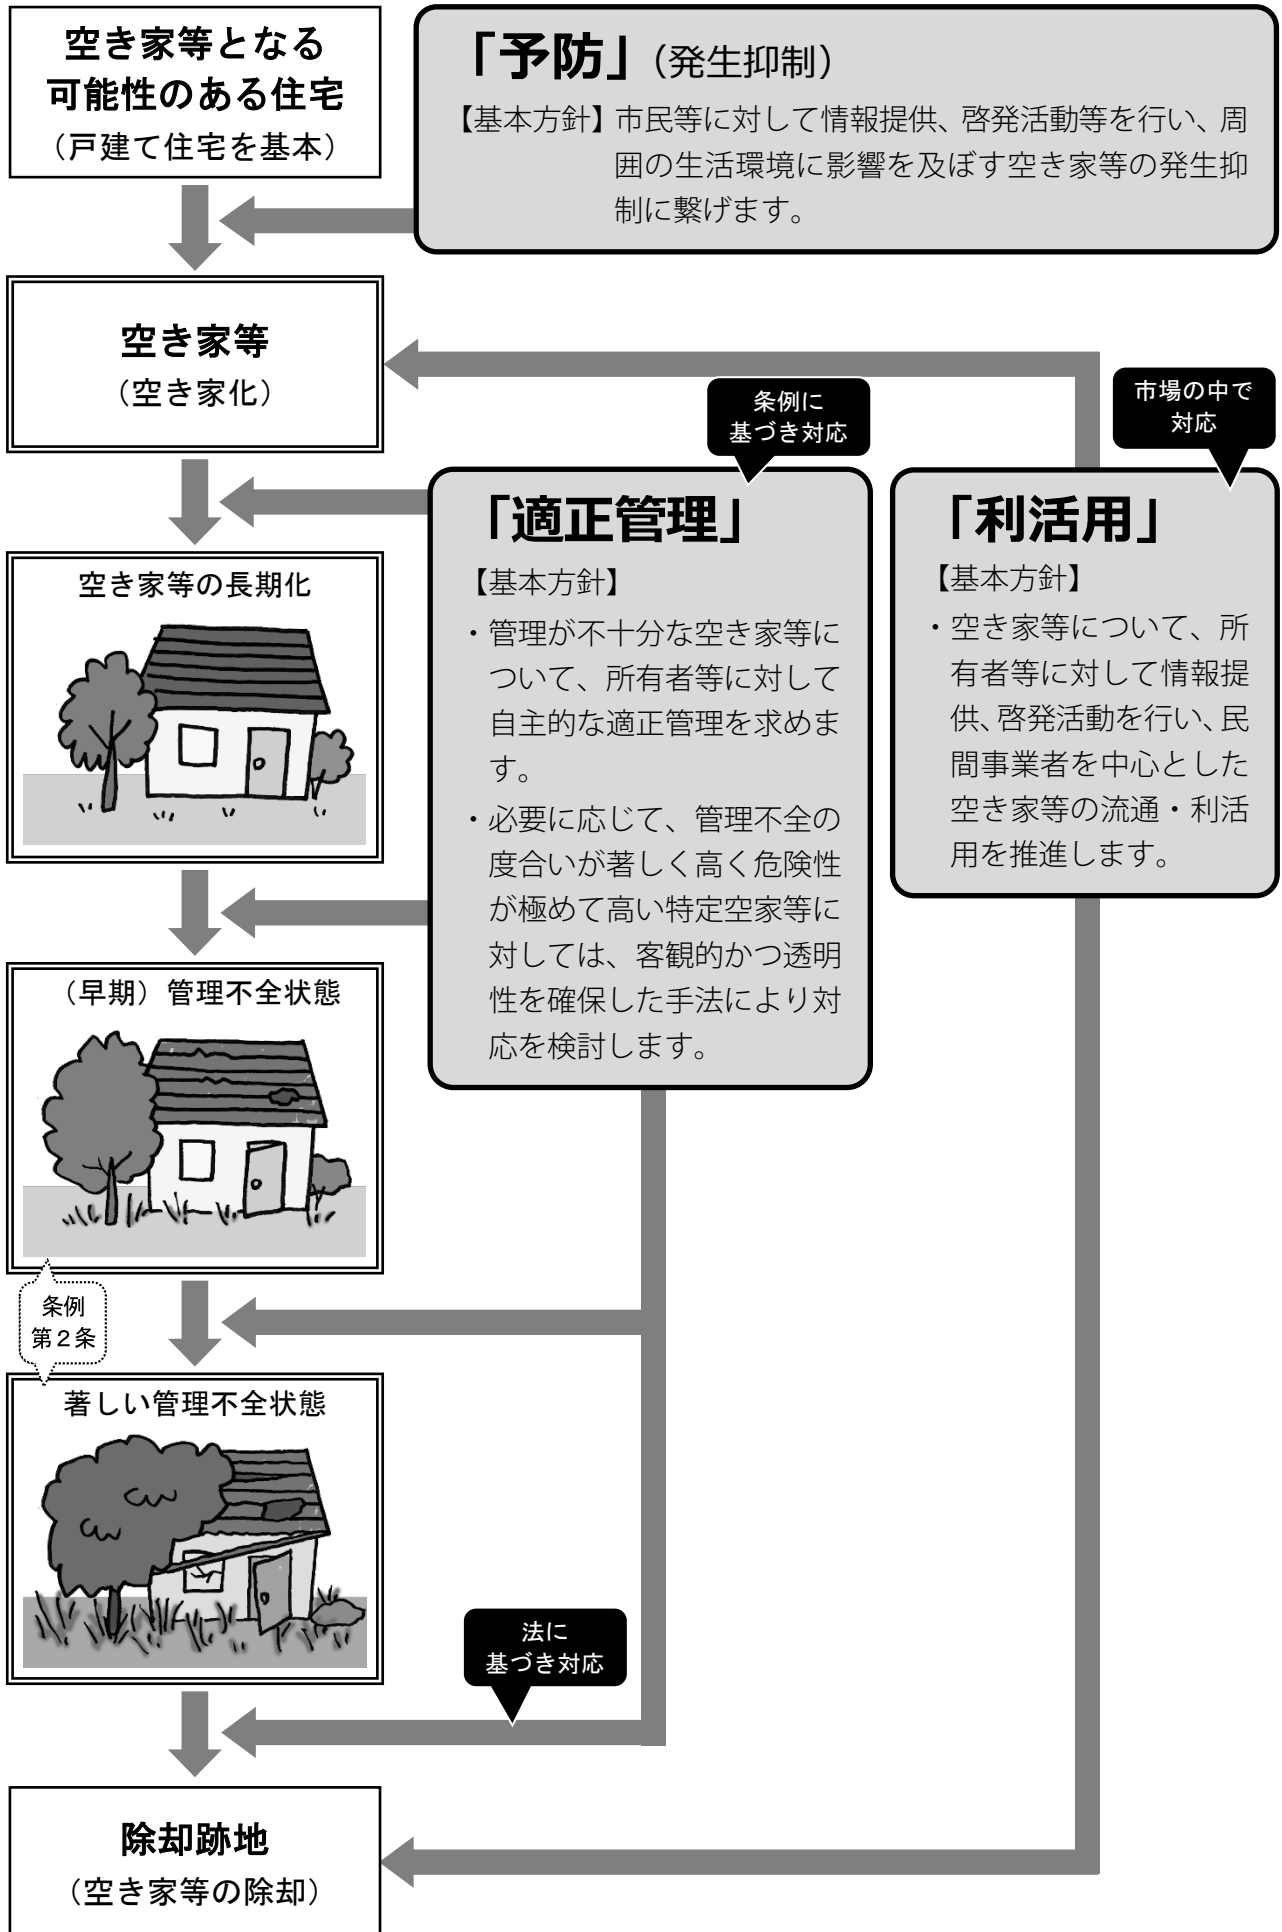 空き家等となる
可能性のある住宅
（戸建て住宅を基本）
「予防」（発生抑制）
【基本方針】市民等に対して情報提供、啓発活動等を行い、周
囲の生活環境に影響を及ぼす空き家等の発生抑
制に繋げます。
空き家等
（空き家化）
条例に
基づき対応
市場の中で
対応
「適正管理」
【基本方針】
・管理が不十分な空き家等に
ついて、所有者等に対して
自主的な適正管理を求めま
す。
・必要に応じて、管理不全の
度合いが著しく高く危険性
が極めて高い特定空家等に
対しては、客観的かつ透明
性を確保した手法により対
応を検討します。
「利活用」
【基本方針】
・空き家等について、所
有者等に対して情報提
供、啓発活動を行い、民
間事業者を中心とした
空き家等の流通・利活
用を推進します。
空き家等の長期化
（早期）管理不全状態
条例
第２条
著しい管理不全状態
法に
基づき対応
除却跡地
（空き家等の除却）